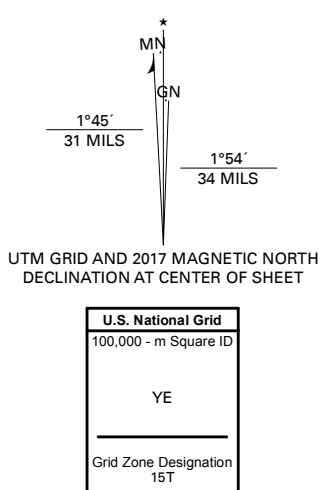 MN
GN
1°45´
31 MILS
1°54´
34 MILS
UTM GRID AND 2017 MAGNETIC NORTH
DECLINATION AT CENTER OF SHEET
U.S. National Grid
100,000 - m Square ID
YE
Grid Zone Designation
15T